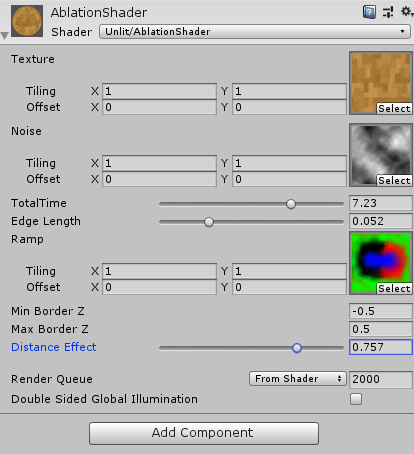 AblationShader
Shader Unlit/AblationShader
Texture
Tiling X 1 Y 1
Offset X 0 Y 0
Select
Noise
Tiling X 1 Y 1
Offset X 0 Y 0
Select
TotalTime 7.23
Edge Length 0.052
Ramp
Tiling X 1 Y 1
Offset X 0 Y 0
Select
Min Border Z -0.5
Max Border Z 0.5
Distance Effect 0.757
Render Queue From Shader 2000
Double Sided Global Illumination
Add Component